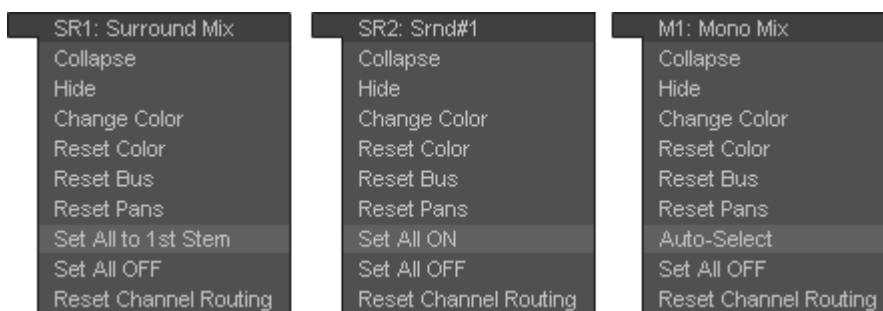 SR1: Surround Mix
Collapse
Hide
Change Color
Reset Color
Reset Bus
Reset Pans
Set All to 1st Stem
Set All OFF
Reset Channel Routing
SR2: Srnd#1
Collapse
Hide
Change Color
Reset Color
Reset Bus
Reset Pans
Set All ON
Set All OFF
Reset Channel Routing
M1: Mono Mix
Collapse
Hide
Change Color
Reset Color
Reset Bus
Reset Pans
Auto-Select
Set All OFF
Reset Channel Routing